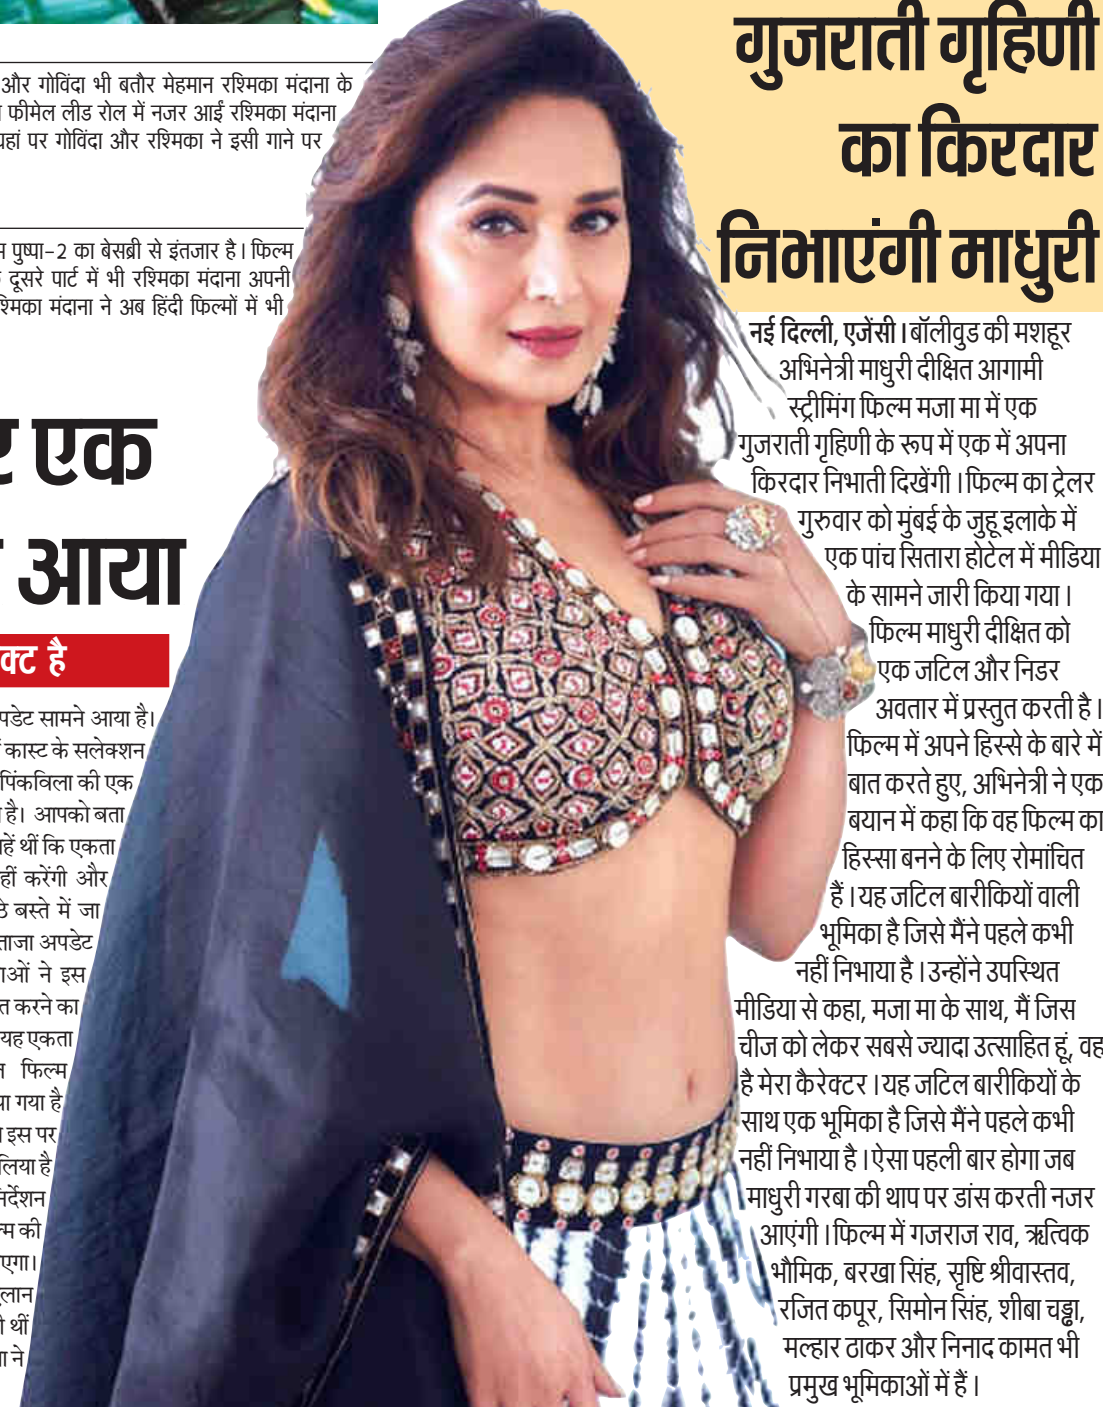 और गोविंदा भी बतौर मेहमान रश्मिका मंदाना के
फीमेल लीड रोल में नजर आईं रश्मिका मंदाना
पर गोविंदा और रश्मिका ने इसी गाने पर
पुष्पा-2 का बेसब्री से इंतजार है। फिल्म
दूसरे पार्ट में भी रश्मिका मंदाना अपनी
मंदाना ने अब हिंदी फिल्मों में भी
एक
आया
है
सामने आया है।
कास्ट के सलेक्शन
पिंकविला की एक
है। आपको बता
थीं कि एकता
करेंगी और
बस्ते में जा
अपडेट
ने इस
करने का
यह एकता
फिल्म
गया है
इस पर
है
की
थीं
ने
गुजराती गृहिणी
का किरदार
निभाएंगी माधुरी
नई दिल्ली, एजेंसी। बॉलीवुड की मशहूर
अभिनेत्री माधुरी दीक्षित आगामी
स्ट्रीमिंग फिल्म मजा मा में एक
गुजराती गृहिणी के रूप में एक में अपना
किरदार निभाती दिखेंगी। फिल्म का ट्रेलर
गुरुवार को मुंबई के जुहू इलाके में
एक पांच सितारा होटेल में मीडिया
के सामने जारी किया गया।
फिल्म माधुरी दीक्षित को
एक जटिल और निडर
अवतार में प्रस्तुत करती है।
फिल्म में अपने हिस्से के बारे में
बात करते हुए, अभिनेत्री ने एक
बयान में कहा कि वह फिल्म का
हिस्सा बनने के लिए रोमांचित
हैं। यह जटिल बारीकियों वाली
भूमिका है जिसे मैंने पहले कभी
नहीं निभाया है। उन्होंने उपस्थित
मीडिया से कहा, मजा मा के साथ, मैं जिस
चीज को लेकर सबसे ज्यादा उत्साहित हूं, वह
है मेरा कैरेक्टर। यह जटिल बारीकियों के
साथ एक भूमिका है जिसे मैंने पहले कभी
नहीं निभाया है। ऐसा पहली बार होगा जब
माधुरी गरबा की थाप पर डांस करती नजर
आएंगी। फिल्म में गजराज राव, ऋत्विक
भौमिक, बरखा सिंह, सृष्टि श्रीवास्तव,
रजित कपूर, सिमोन सिंह, शीबा चड्ढा,
मल्हार ठाकर और निनाद कामत भी
प्रमुख भूमिकाओं में हैं।